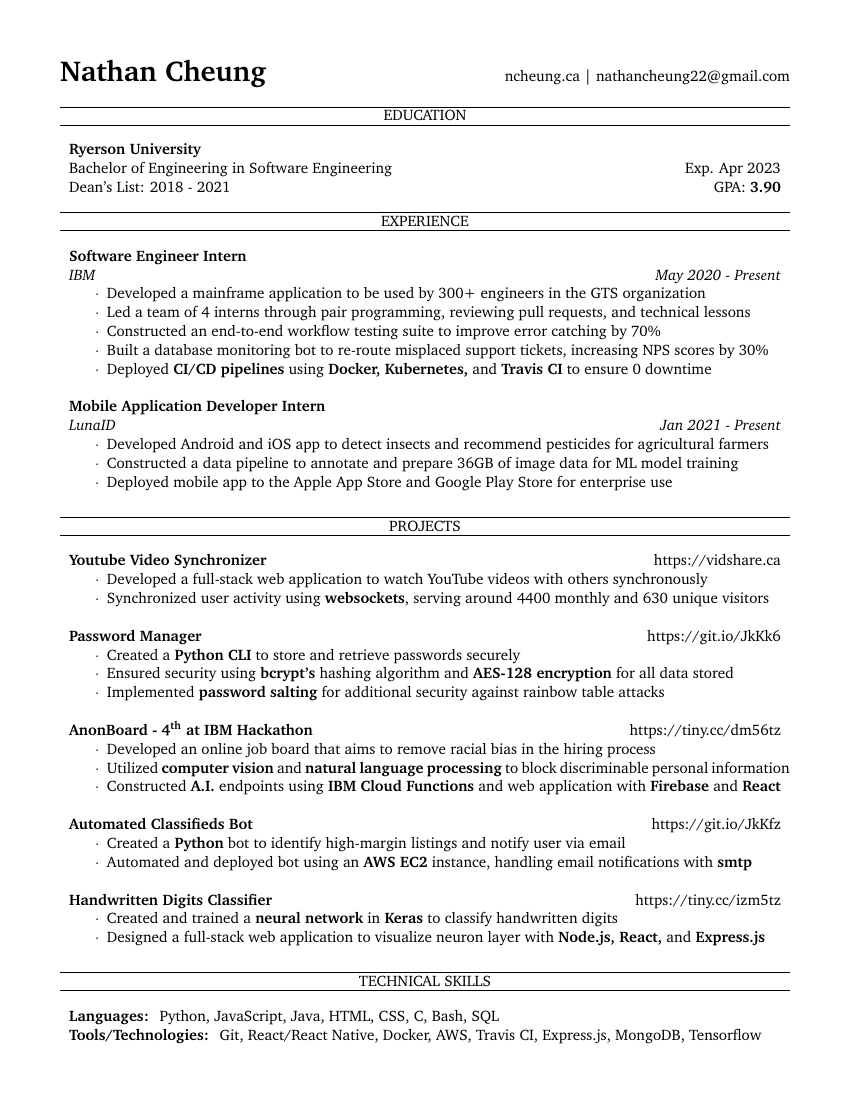 Nathan Cheung
ncheung.ca | nathancheung22@gmail.com
EDUCATION
Ryerson University
Bachelor of Engineering in Software Engineering Exp. Apr 2023
Dean's List: 2018 - 2021 GPA: 3.90
EXPERIENCE
Software Engineer Intern
IBM May 2020 - Present
· Developed a mainframe application to be used by 300+ engineers in the GTS organization
· Led a team of 4 interns through pair programming, reviewing pull requests, and technical lessons
· Constructed an end-to-end workflow testing suite to improve error catching by 70%
· Built a database monitoring bot to re-route misplaced support tickets, increasing NPS scores by 30%
· Deployed CI/CD pipelines using Docker, Kubernetes, and Travis CI to ensure 0 downtime
Mobile Application Developer Intern
LunaID Jan 2021 - Present
· Developed Android and iOS app to detect insects and recommend pesticides for agricultural farmers
· Constructed a data pipeline to annotate and prepare 36GB of image data for ML model training
· Deployed mobile app to the Apple App Store and Google Play Store for enterprise use
PROJECTS
Youtube Video Synchronizer https://vidshare.ca
· Developed a full-stack web application to watch YouTube videos with others synchronously
· Synchronized user activity using websockets, serving around 4400 monthly and 630 unique visitors
Password Manager https://git.io/JkKk6
· Created a Python CLI to store and retrieve passwords securely
· Ensured security using bcrypt's hashing algorithm and AES-128 encryption for all data stored
· Implemented password salting for additional security against rainbow table attacks
AnonBoard - 4th at IBM Hackathon https://tiny.cc/dm56tz
· Developed an online job board that aims to remove racial bias in the hiring process
· Utilized computer vision and natural language processing to block discriminable personal information
· Constructed A.I. endpoints using IBM Cloud Functions and web application with Firebase and React
Automated Classifieds Bot https://git.io/JkKfz
· Created a Python bot to identify high-margin listings and notify user via email
· Automated and deployed bot using an AWS EC2 instance, handling email notifications with smtp
Handwritten Digits Classifier https://tiny.cc/izm5tz
· Created and trained a neural network in Keras to classify handwritten digits
· Designed a full-stack web application to visualize neuron layer with Node.js, React, and Express.js
TECHNICAL SKILLS
Languages: Python, JavaScript, Java, HTML, CSS, C, Bash, SQL
Tools/Technologies: Git, React/React Native, Docker, AWS, Travis CI, Express.js, MongoDB, Tensorflow